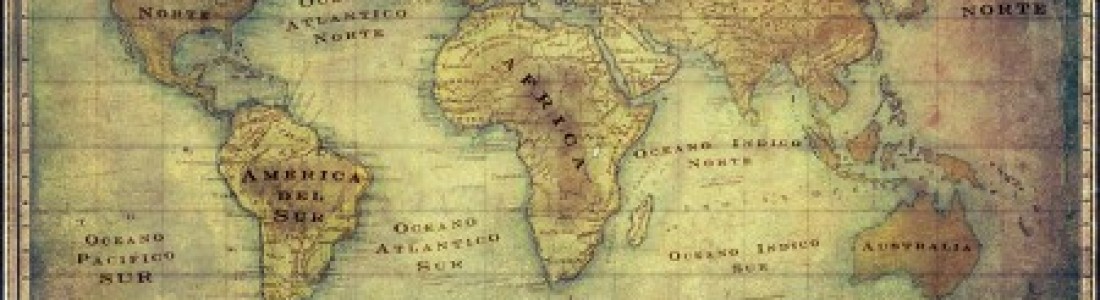 NORTE
ATLANTICO
NORTE
NORTE
AFRICA
OCEANO INDICO
NORTE
AMERICA
DEL
SUR
OCEANO
PACIFICO
SUR
OCEANO
ATLANTICO
SUR
OCEANO INDICO
SUR
AUSTRALIA